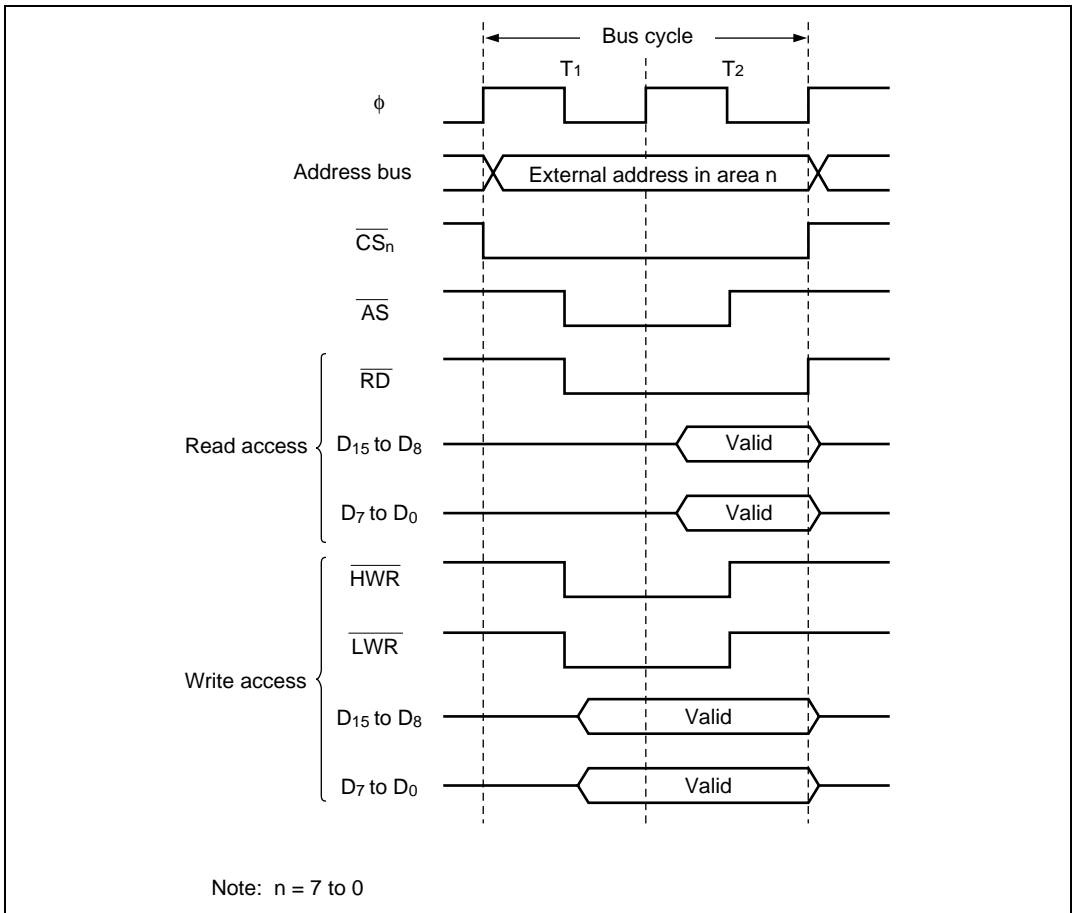 Bus cycle
T1 T2
φ
Address bus External address in area n
CSn
AS
RD
Read access D15 to D8 Valid
D7 to D0 Valid
HWR
LWR
Write access
D15 to D8 Valid
D7 to D0 Valid
Note: n = 7 to 0